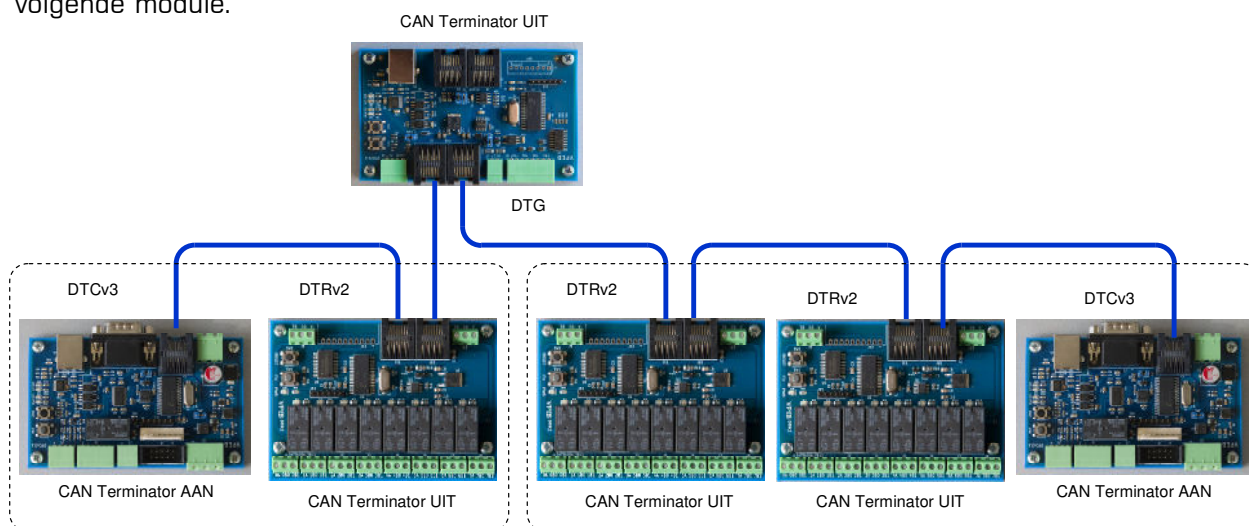 volgende module.
CAN Terminator UIT
DTG
DTCv3
DTRv2
DTRv2
DTRv2
DTCv3
CAN Terminator AAN
CAN Terminator UIT
CAN Terminator UIT
CAN Terminator UIT
CAN Terminator AAN